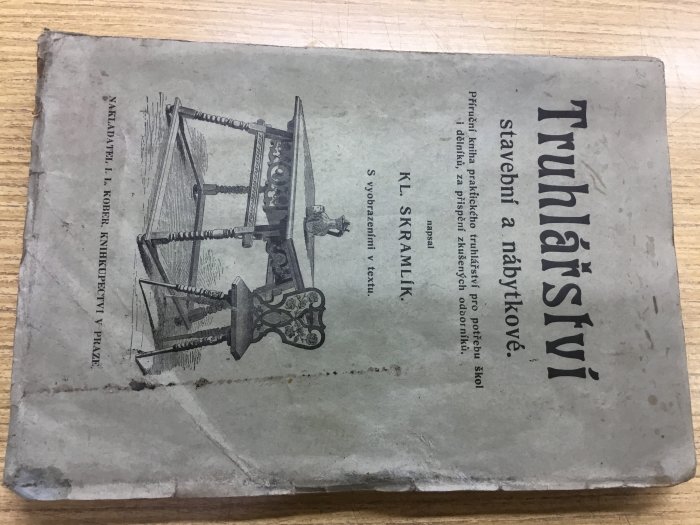 Truhlářství
stavební a nábytkové.
Příruční kniha praktického truhlářství pro potřebu škol
i dělníků, za přispění zkušených odborníků,
napsal
KL. SKRAMLÍK.
S vyobrazeními v textu.
NAKLADATEL I. L. KOBER, KNIHKUPECTVÍ V PRAZE.